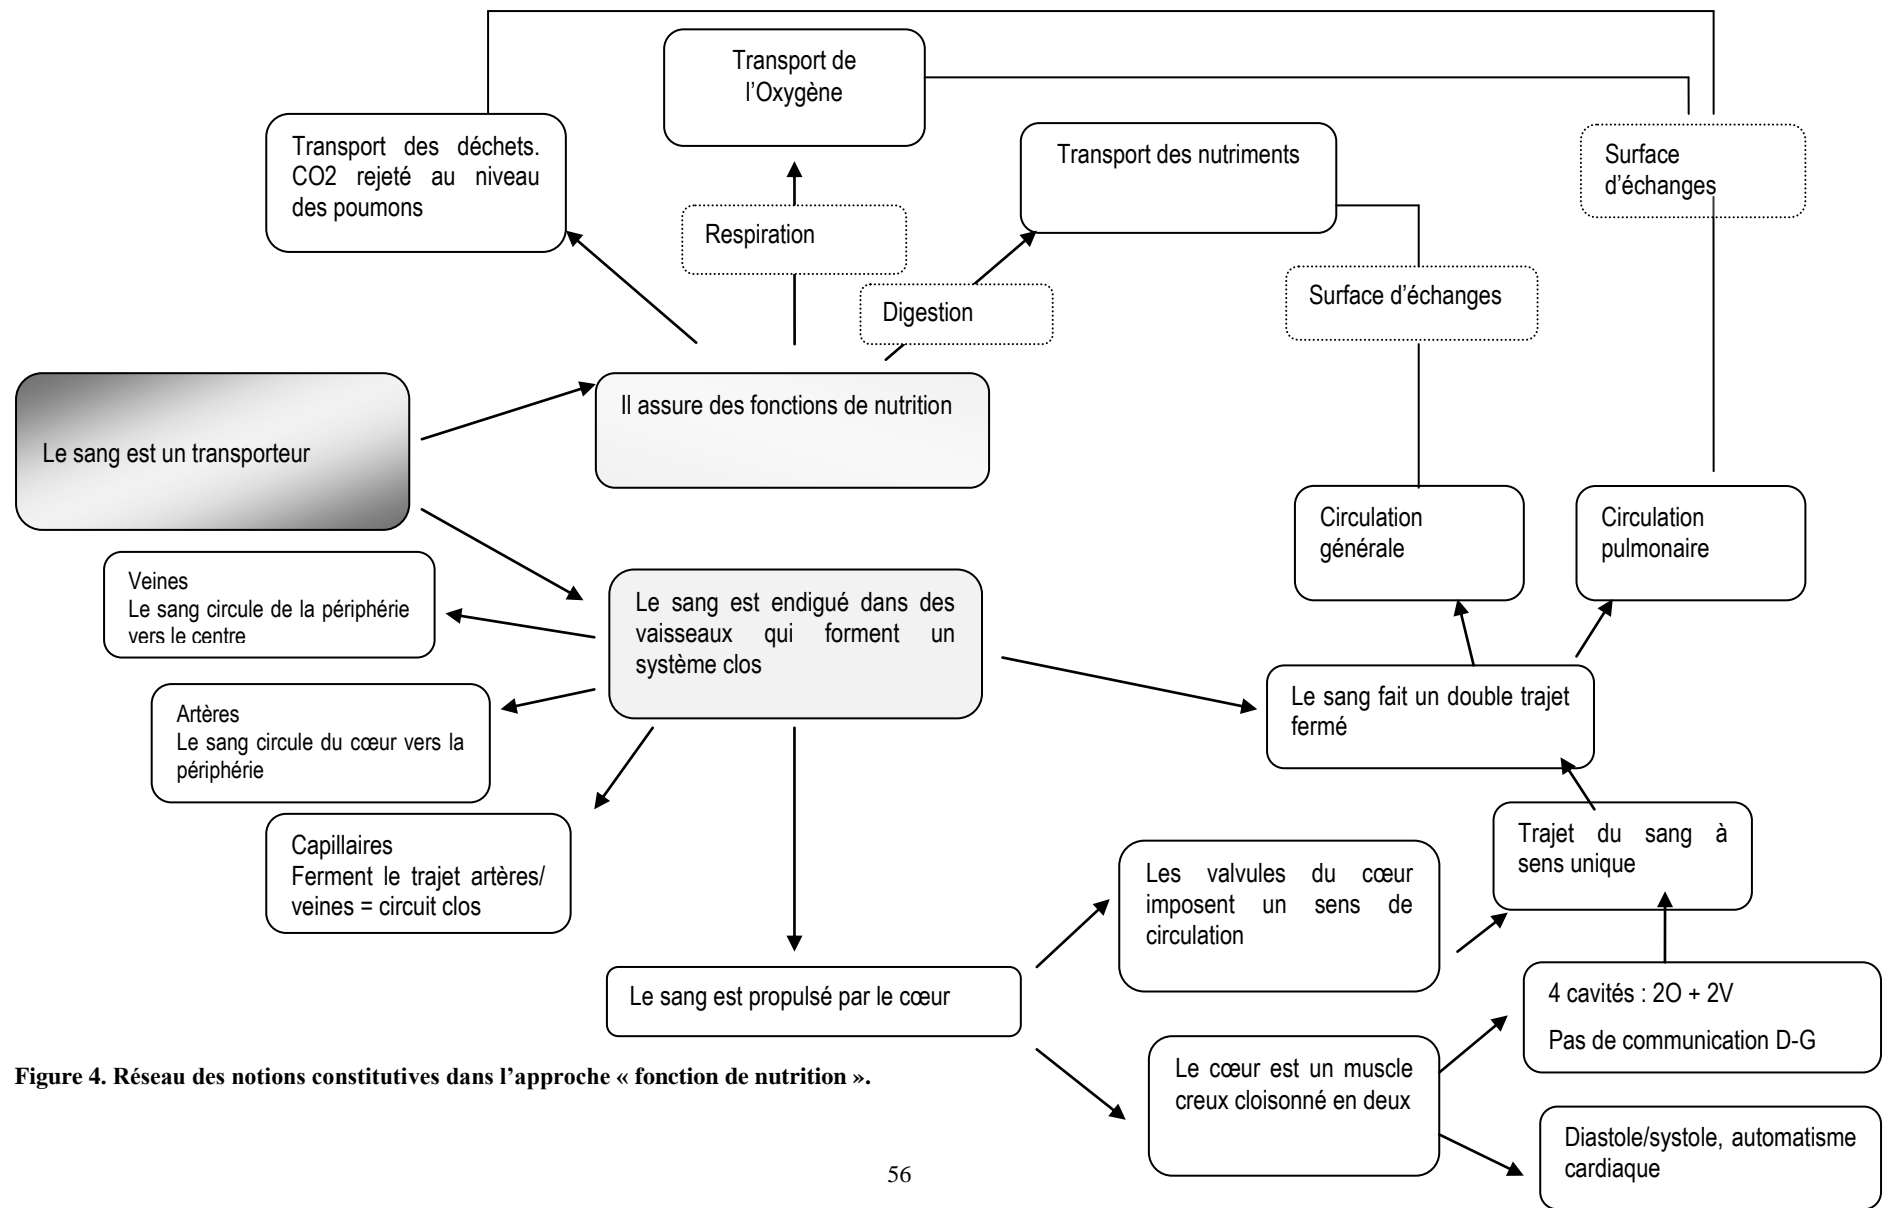 Transport de
l’Oxygène
Transport des déchets.
CO2 rejeté au niveau
des poumons
Transport des nutriments
Surface
d’échanges
Respiration
Digestion
Surface d’échanges
Le sang est un transporteur
Il assure des fonctions de nutrition
Circulation
générale
Circulation
pulmonaire
Veines
Le sang circule de la périphérie
vers le centre
Le sang est endigué dans des
vaisseaux qui forment un
système clos
Artères
Le sang circule du cœur vers la
périphérie
Le sang fait un double trajet
fermé
Capillaires
Ferment le trajet artères/
veines = circuit clos
Trajet du sang à
sens unique
Les valvules du cœur
imposent un sens de
circulation
Le sang est propulsé par le cœur
4 cavités : 2O + 2V
Pas de communication D-G
Le cœur est un muscle
creux cloisonné en deux
Diastole/systole, automatisme
cardiaque
Figure 4. Réseau des notions constitutives dans l’approche « fonction de nutrition ».
56